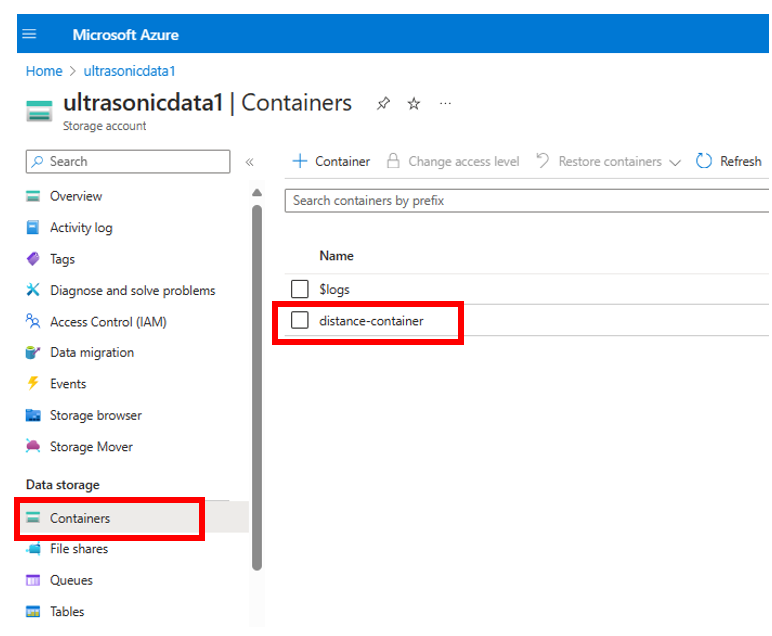 Microsoft Azure
Home > ultrasonicdata1
ultrasonicdata1 | Containers
Storage account
Search
+ Container
Change access level
Restore containers
Refresh
Search containers by prefix
Name
$logs
distance-container
Overview
Activity log
Tags
Diagnose and solve problems
Access Control (IAM)
Data migration
Events
Storage browser
Storage Mover
Data storage
Containers
File shares
Queues
Tables